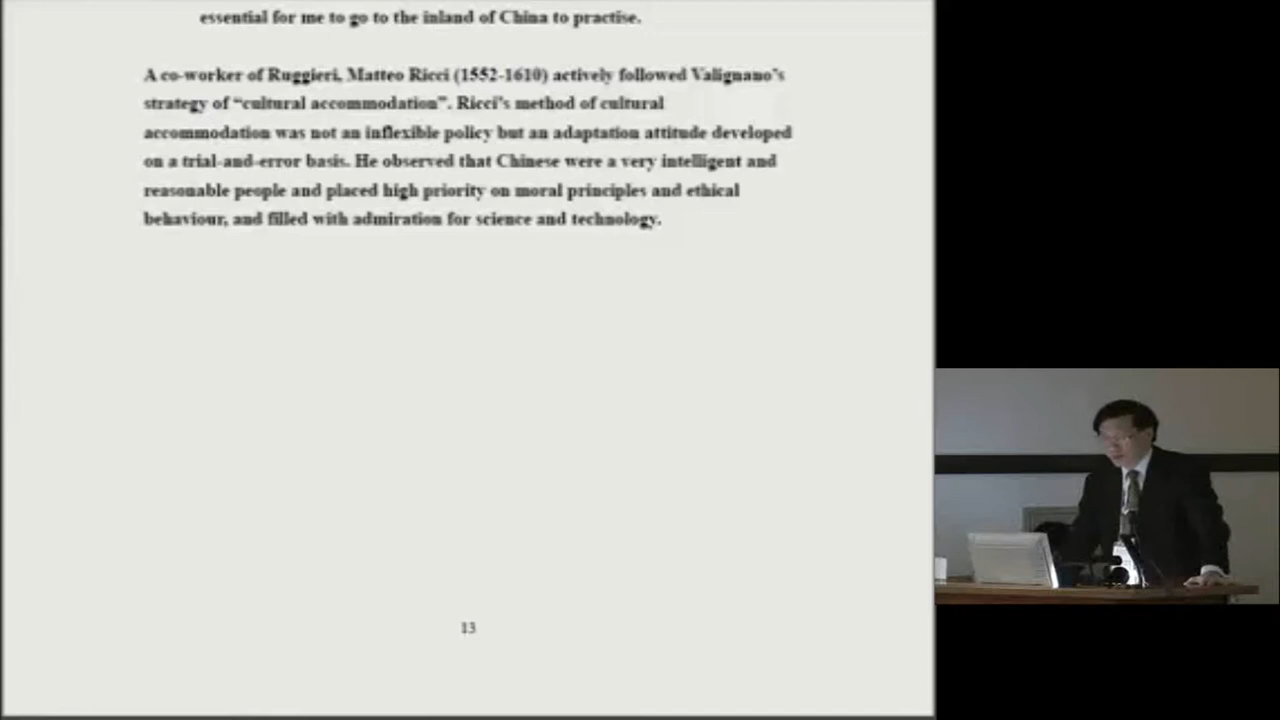 essential for me to go to the inland of China to practise.
A co-worker of Ruggieri, Matteo Ricci (1552-1610) actively followed Valignano's
strategy of “cultural accommodation”. Ricci's method of cultural
accommodation was not an inflexible policy but an adaptation attitude developed
on a trial-and-error basis. He observed that Chinese were a very intelligent and
reasonable people and placed high priority on moral principles and ethical
behaviour, and filled with admiration for science and technology.
13